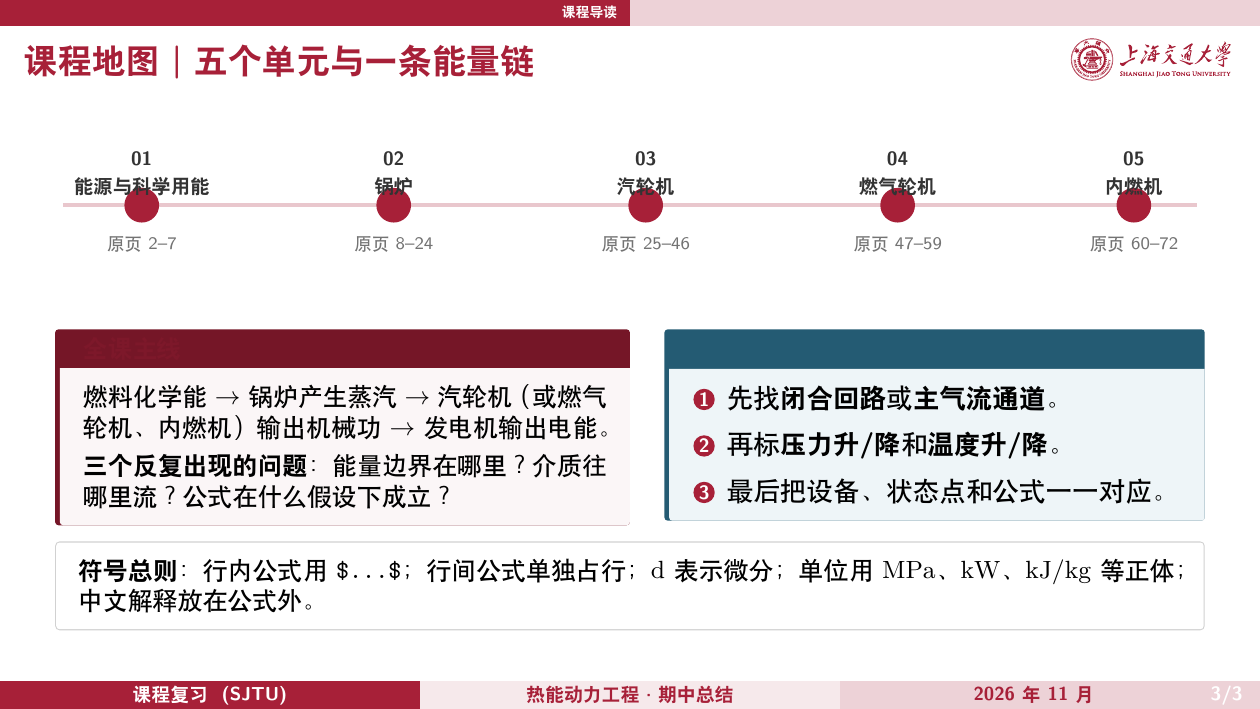 课程导读
课程地图 | 五个单元与一条能量链
上海交通大学
SHANGHAI JIAO TONG UNIVERSITY
01
能源与科学用能
原页 2–7
02
锅炉
原页 8–24
03
汽轮机
原页 25–46
04
燃气轮机
原页 47–59
05
内燃机
原页 60–72
全课主线
燃料化学能 → 锅炉产生蒸汽 → 汽轮机（或燃气
轮机、内燃机）输出机械功 → 发电机输出电能。
三个反复出现的问题：能量边界在哪里？介质往
哪里流？公式在什么假设下成立？
1 先找闭合回路或主气流通道。
2 再标压力升/降和温度升/降。
3 最后把设备、状态点和公式一一对应。
符号总则：行内公式用 $...$；行间公式单独占行；d 表示微分；单位用 MPa、kW、kJ/kg 等正体；
中文解释放在公式外。
课程复习（SJTU）
热能动力工程 · 期中总结
2026 年 11 月
3/3